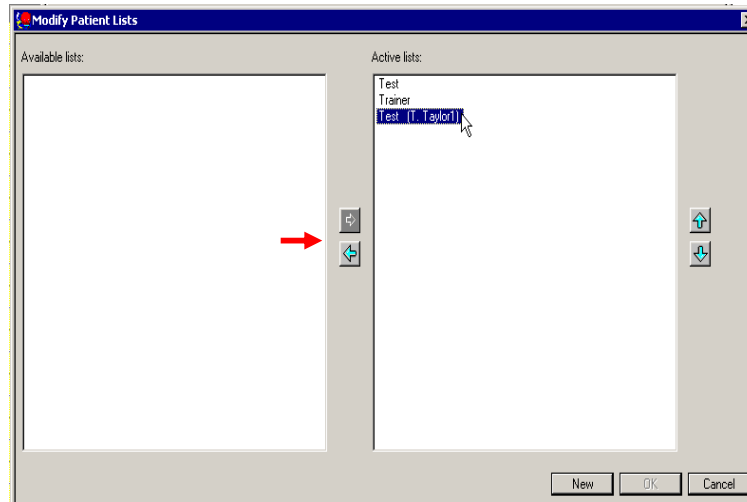 Modify Patient Lists
Available lists:
Active lists:
Test
Trainer
Test (T. Taylor1)
New
OK
Cancel